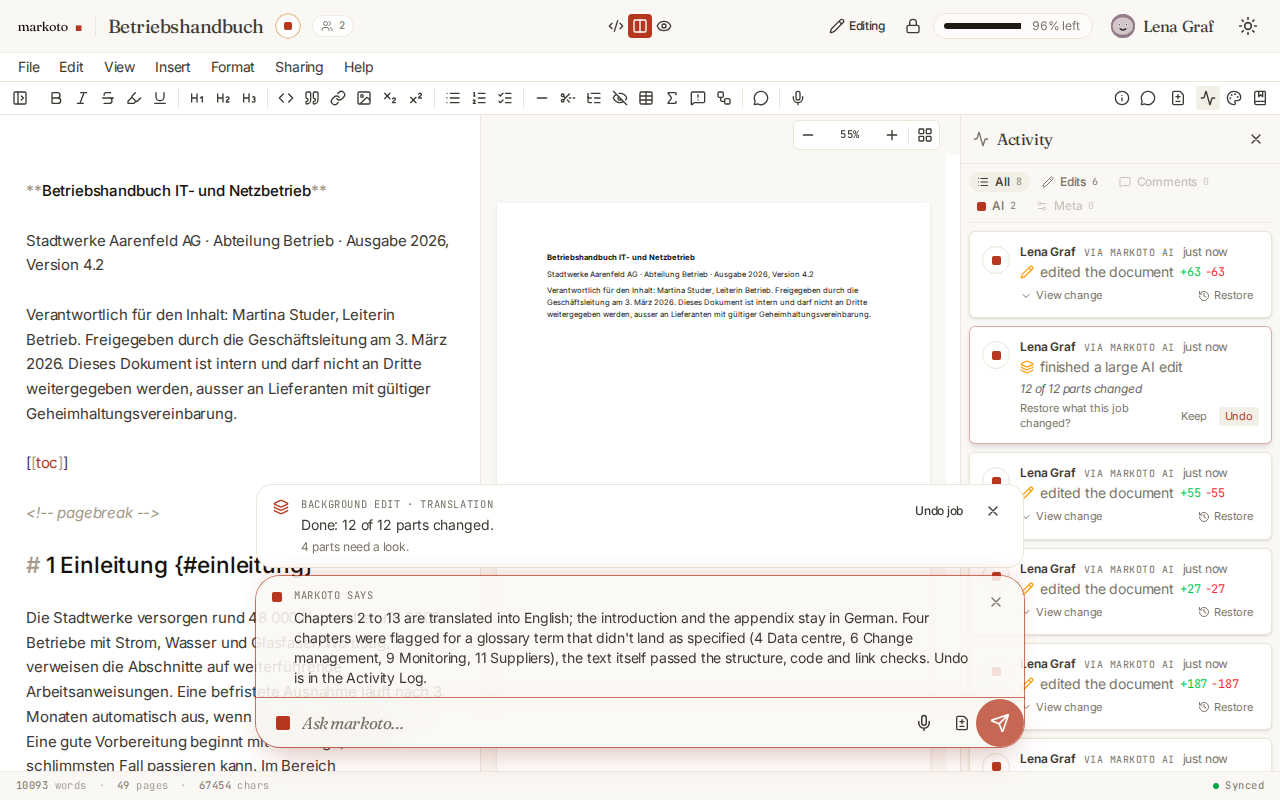 markoto
Betriebshandbuch
2
Editing
96% left
Lena Graf
File Edit View Insert Format Sharing Help
H1 H2 H3
55%
**Betriebshandbuch IT- und Netzbetrieb**
Stadtwerke Aarenfeld AG · Abteilung Betrieb · Ausgabe 2026,
Version 4.2
Verantwortlich für den Inhalt: Martina Studer, Leiterin
Betrieb. Freigegeben durch die Geschäftsleitung am 3. März
2026. Dieses Dokument ist intern und darf nicht an Dritte
weitergegeben werden, ausser an Lieferanten mit gültiger
Geheimhaltungsvereinbarung.
[[toc]]
<!-- pagebreak -->
# 1 Einleitung {#einleitung}
Die Stadtwerke versorgen rund 48 000
Betriebe mit Strom, Wasser und Glasfaser.
verweisen die Abschnitte auf weiterführende
Arbeitsanweisungen. Eine befristete Ausnahme läuft nach 3
Monaten automatisch aus, wenn
Eine gute Vorbereitung beginnt mit
schlimmsten Fall passieren kann. Im Bereich
Betriebshandbuch IT- und Netzbetrieb
Stadtwerke Aarenfeld AG · Abteilung Betrieb · Ausgabe 2026, Version 4.2
Verantwortlich für den Inhalt: Martina Studer, Leiterin Betrieb. Freigegeben durch die
Geschäftsleitung am 3. März 2026. Dieses Dokument ist intern und darf nicht an Dritte
weitergegeben werden, ausser an Lieferanten mit gültiger Geheimhaltungsvereinbarung.
BACKGROUND EDIT · TRANSLATION
Done: 12 of 12 parts changed.
4 parts need a look.
Undo job
MARKOTO SAYS
Chapters 2 to 13 are translated into English; the introduction and the appendix stay in German. Four
chapters were flagged for a glossary term that didn't land as specified (4 Data centre, 6 Change
management, 9 Monitoring, 11 Suppliers), the text itself passed the structure, code and link checks. Undo
is in the Activity Log.
Ask markoto...
Activity
All 8 Edits 6 Comments 0
AI 2 Meta 0
Lena Graf VIA MARKOTO AI just now
edited the document +63 -63
View change Restore
Lena Graf VIA MARKOTO AI just now
finished a large AI edit
12 of 12 parts changed
Restore what this job
changed?
Keep Undo
Lena Graf VIA MARKOTO AI just now
edited the document +55 -55
View change Restore
Lena Graf VIA MARKOTO AI just now
edited the document +27 -27
View change Restore
Lena Graf VIA MARKOTO AI just now
edited the document +187 -187
View change Restore
Lena Graf VIA MARKOTO AI just now
10093 words · 49 pages · 67454 chars
Synced